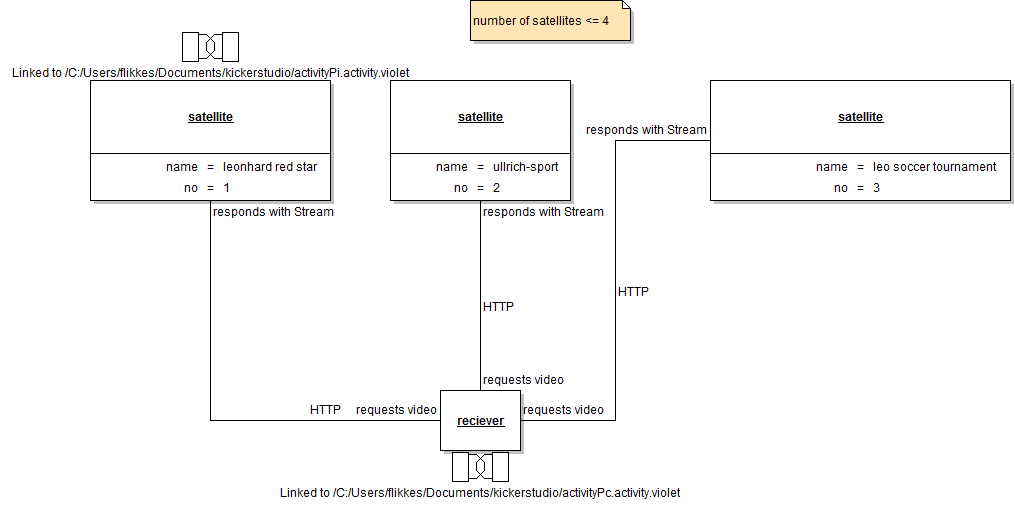 number of satellites <= 4
Linked to /C:/Users/flikkes/Documents/kickerstudio/activityPi.activity.violet
satellite
name = leonhard red star
no = 1
satellite
name = ullrich-sport
no = 2
satellite
name = leo soccer tournament
no = 3
responds with Stream
responds with Stream
responds with Stream
HTTP
HTTP
requests video
HTTP requests video
reciever
requests video
Linked to /C:/Users/flikkes/Documents/kickerstudio/activityPc.activity.violet